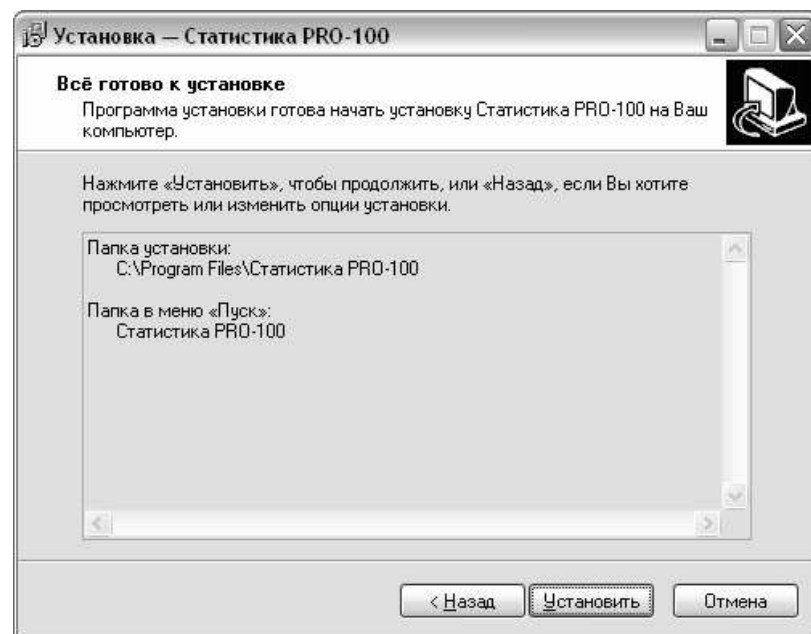 Установка — Статистика PRO-100
Всё готово к установке
Программа установки готова начать установку Статистика PRO-100 на Ваш
компьютер.
Нажмите «Установить», чтобы продолжить, или «Назад», если Вы хотите
просмотреть или изменить опции установки.
Папка установки:
C:\Program Files\Статистика PRO-100
Папка в меню «Пуск»:
Статистика PRO-100
< Назад Установить Отмена